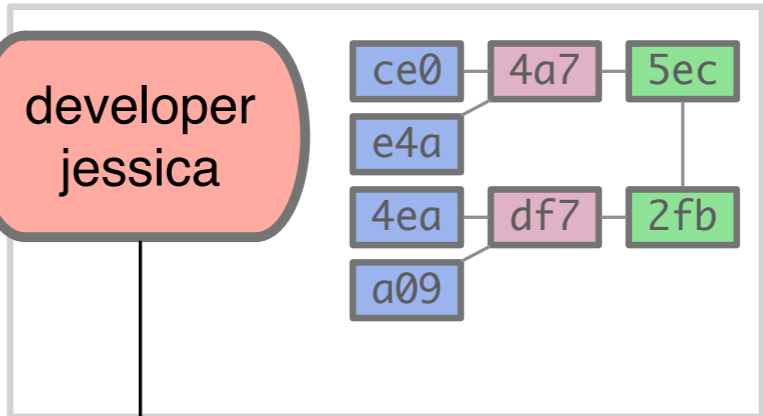 developer
jessica
ce0 4a7 5ec
e4a
4ea df7 2fb
a09